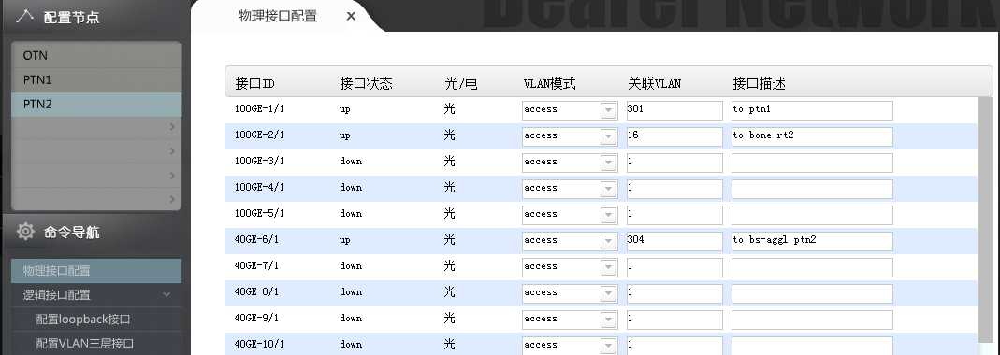 配置节点
OTN
PTN1
PTN2
命令导航
物理接口配置
逻辑接口配置
配置loopback接口
配置VLAN三层接口
Bearer Network
物理接口配置 ×
接口ID 接口状态 光/电 VLAN模式 关联VLAN 接口描述
100GE-1/1 up 光 access 301 to ptn1
100GE-2/1 up 光 access 16 to bone rt2
100GE-3/1 down 光 access 1
100GE-4/1 down 光 access 1
100GE-5/1 down 光 access 1
40GE-6/1 up 光 access 304 to bs-aggl ptn2
40GE-7/1 down 光 access 1
40GE-8/1 down 光 access 1
40GE-9/1 down 光 access 1
40GE-10/1 down 光 access 1